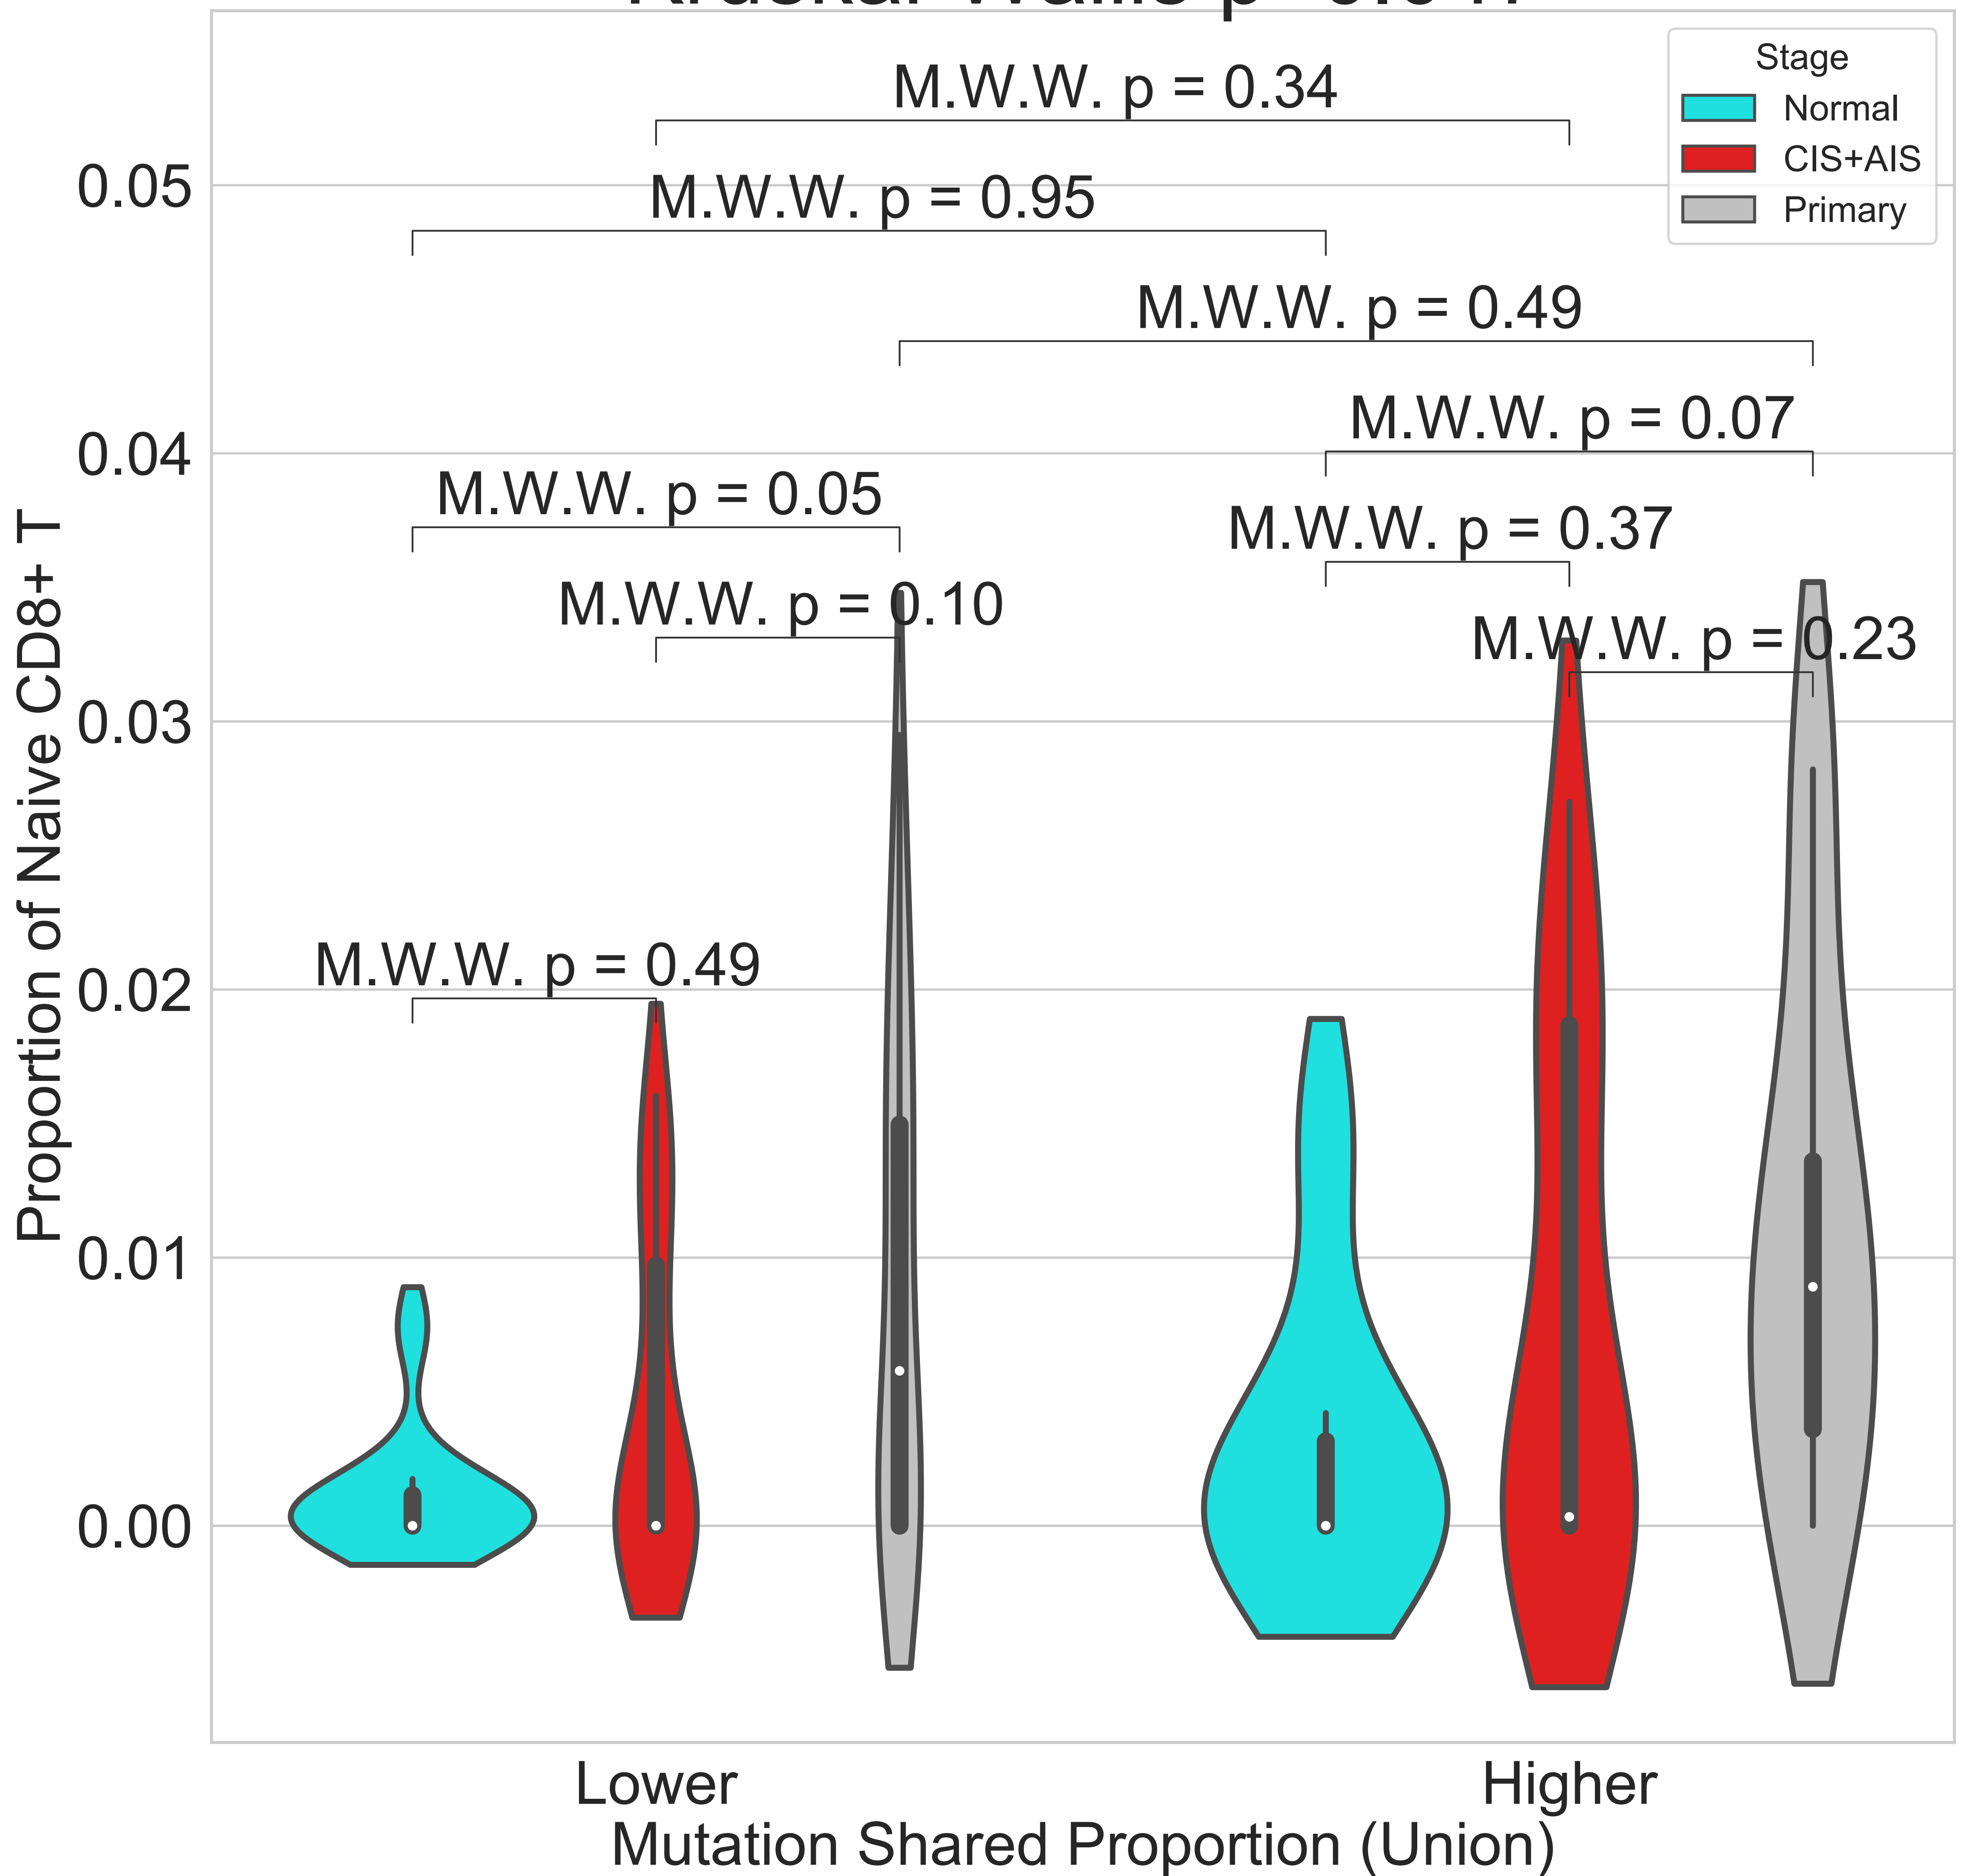 Stage
Normal
CIS+AIS
Primary
M.W.W. p = 0.34
M.W.W. p = 0.95
M.W.W. p = 0.49
M.W.W. p = 0.07
M.W.W. p = 0.05
M.W.W. p = 0.37
M.W.W. p = 0.10
M.W.W. p = 0.23
M.W.W. p = 0.49
0.05
0.04
0.03
0.02
0.01
0.00
Proportion of Naive CD8+ T
Lower
Higher
Mutation Shared Proportion (Union)